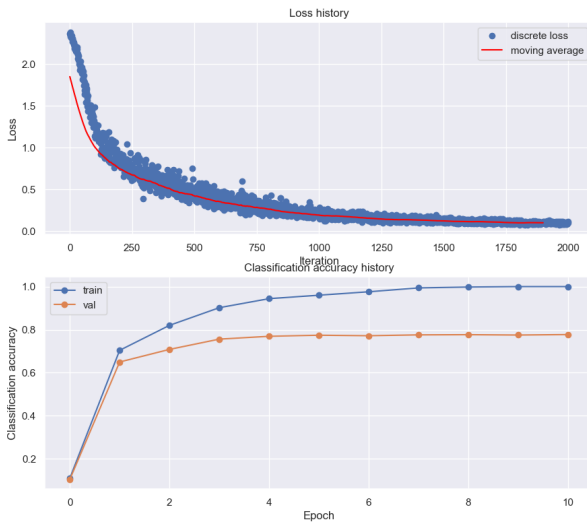 Loss history
discrete loss
moving average
Loss
2.0
1.5
1.0
0.5
0.0
0 250 500 750 1000 1250 1500 1750 2000
Iteration
Classification accuracy history
train
val
Classification accuracy
1.0
0.8
0.6
0.4
0.2
0 2 4 6 8 10
Epoch